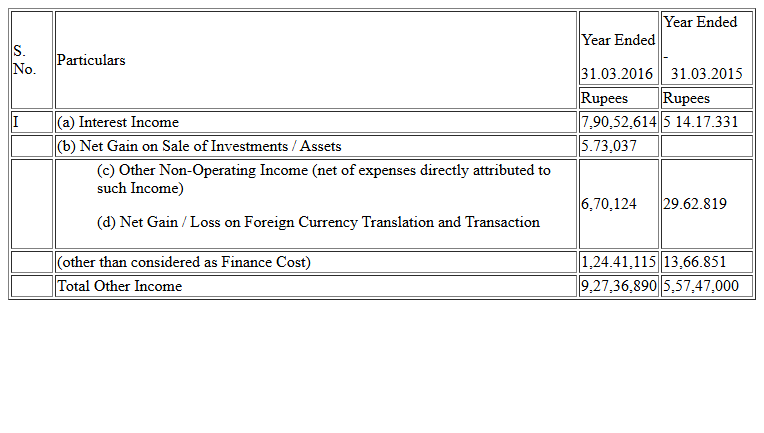 S. No.
Particulars
Year Ended
31.03.2016
Year Ended
-
31.03.2015
Rupees
Rupees
I
(a) Interest Income
7,90,52,614
5 14.17.331
(b) Net Gain on Sale of Investments / Assets
5.73,037
(c) Other Non-Operating Income (net of expenses directly attributed to
such Income)
(d) Net Gain / Loss on Foreign Currency Translation and Transaction
6,70,124
29.62.819
(other than considered as Finance Cost)
1,24.41,115
13,66.851
Total Other Income
9,27,36,890
5,57,47,000